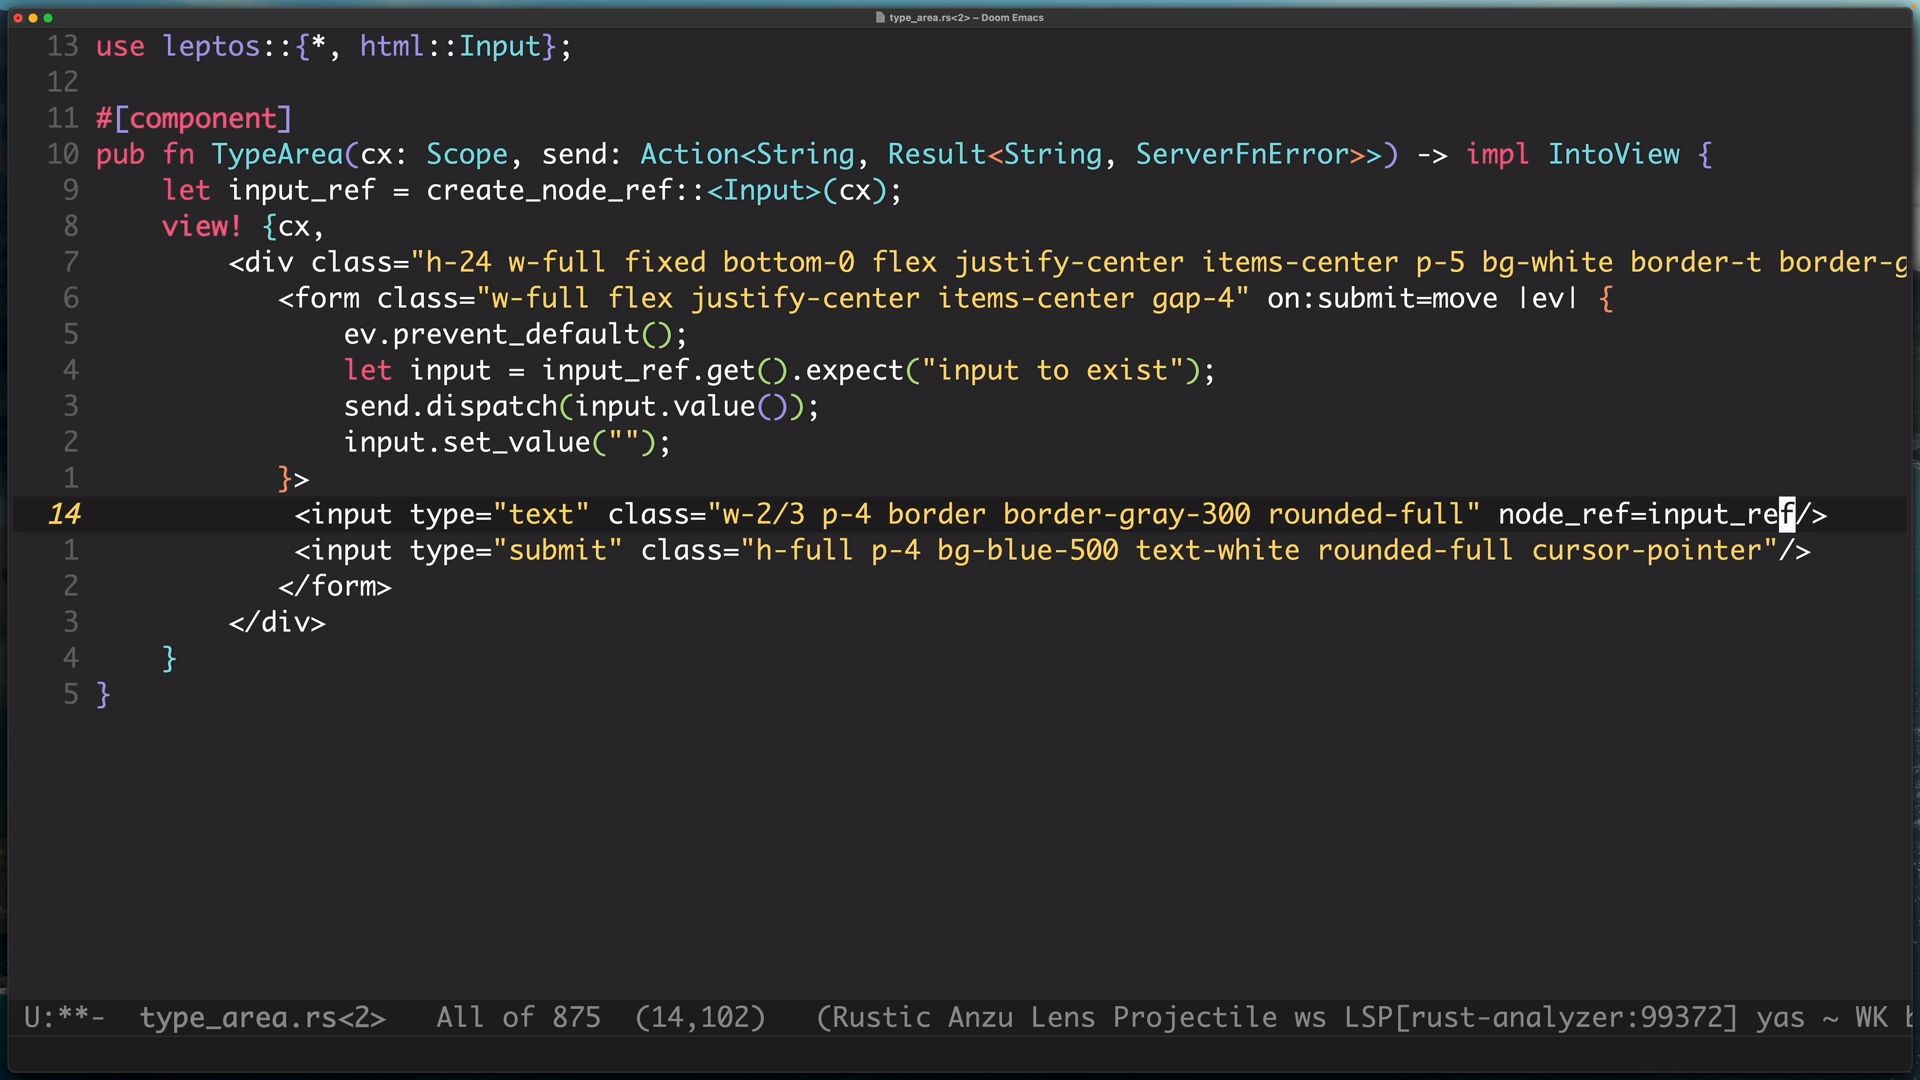 type_area.rs<2> – Doom Emacs
13 use leptos::{*, html::Input};
12
11 #[component]
10 pub fn TypeArea(cx: Scope, send: Action<String, Result<String, ServerFnError>>) -> impl IntoView {
9     let input_ref = create_node_ref::<Input>(cx);
8     view! {cx,
7         <div class="h-24 w-full fixed bottom-0 flex justify-center items-center p-5 bg-white border-t border-g
6            <form class="w-full flex justify-center items-center gap-4" on:submit=move |ev| {
5                ev.prevent_default();
4                let input = input_ref.get().expect("input to exist");
3                send.dispatch(input.value());
2                input.set_value("");
1            }>
14            <input type="text" class="w-2/3 p-4 border border-gray-300 rounded-full" node_ref=input_ref/>
1             <input type="submit" class="h-full p-4 bg-blue-500 text-white rounded-full cursor-pointer"/>
2            </form>
3         </div>
4     }
5 }
U:**-  type_area.rs<2>   All of 875  (14,102)   (Rustic Anzu Lens Projectile ws LSP[rust-analyzer:99372] yas ~ WK